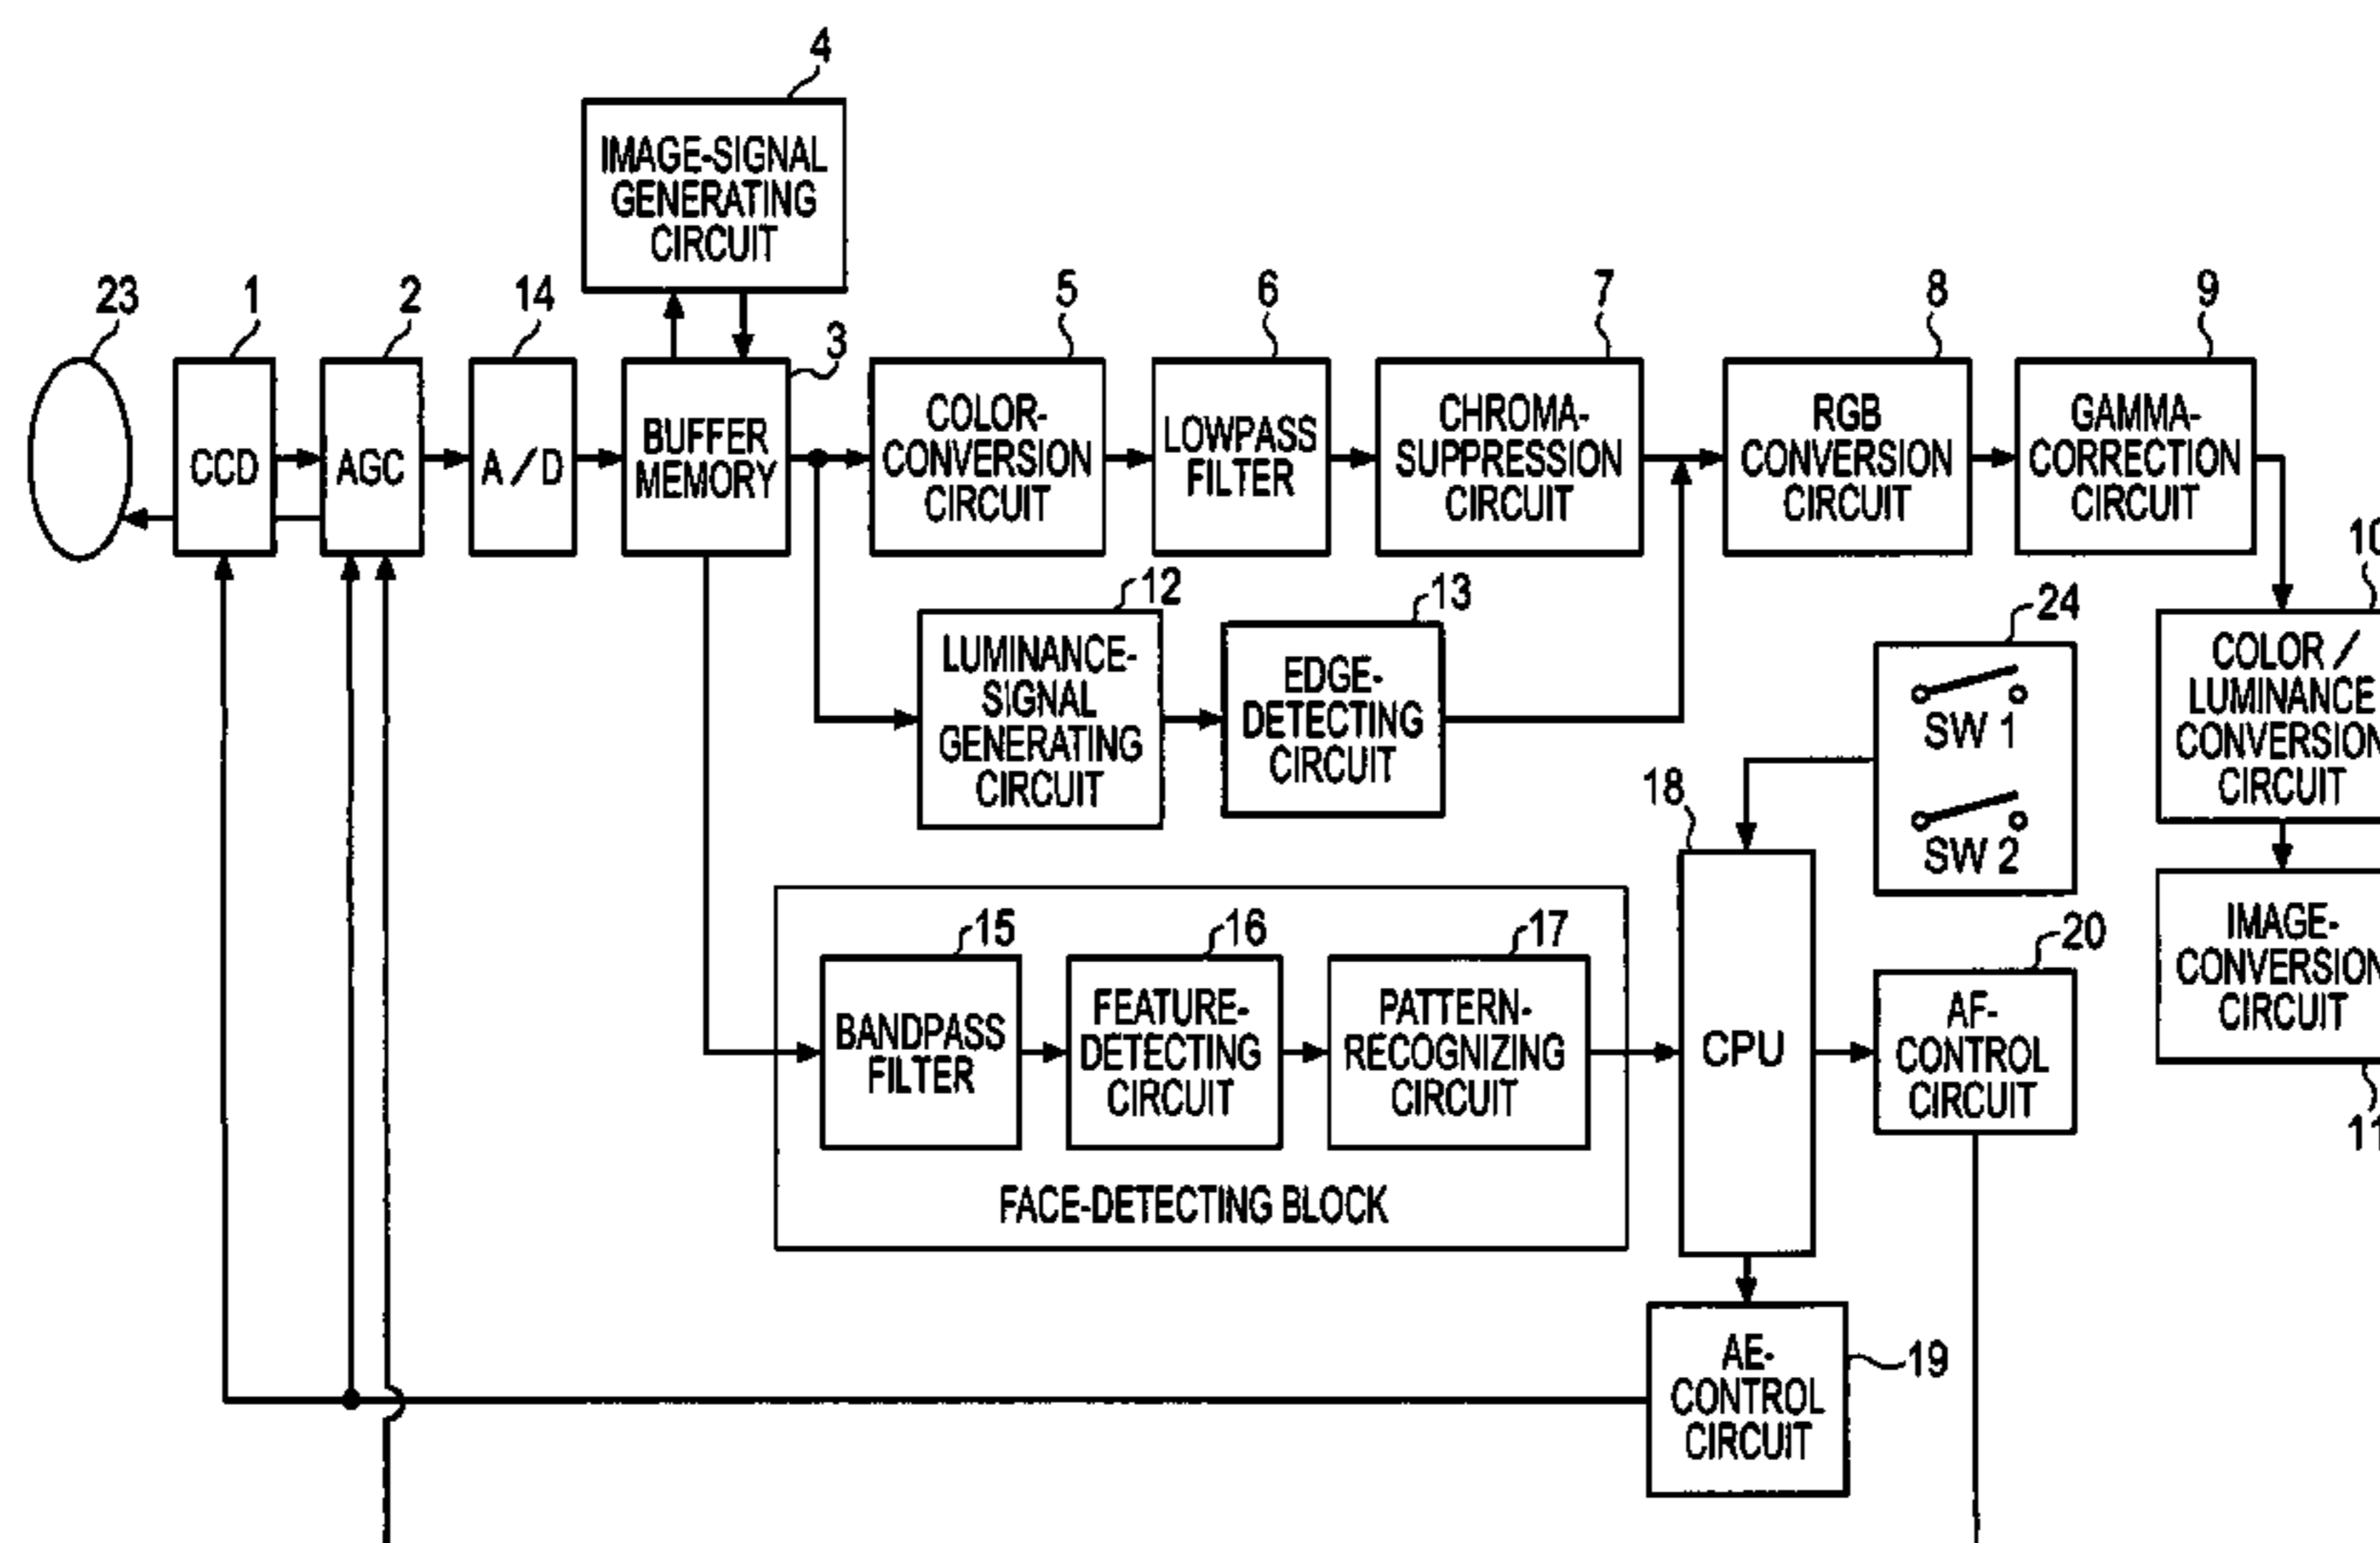 4
IMAGE-SIGNAL
GENERATING
CIRCUIT
23
1
2
14
3
5
6
7
8
9
CCD
AGC
A/D
BUFFER
MEMORY
COLOR-
CONVERSION
CIRCUIT
LOWPASS
FILTER
CHROMA-
SUPPRESSION
CIRCUIT
RGB
CONVERSION
CIRCUIT
GAMMA-
CORRECTION
CIRCUIT
10
12
LUMINANCE-
SIGNAL
GENERATING
CIRCUIT
13
EDGE-
DETECTING
CIRCUIT
24
SW 1
SW 2
COLOR /
LUMINANCE
CONVERSION
CIRCUIT
18
CPU
15
BANDPASS
FILTER
16
FEATURE-
DETECTING
CIRCUIT
17
PATTERN-
RECOGNIZING
CIRCUIT
FACE-DETECTING BLOCK
20
AF-
CONTROL
CIRCUIT
IMAGE-
CONVERSION
CIRCUIT
11
AE-
CONTROL
CIRCUIT
19